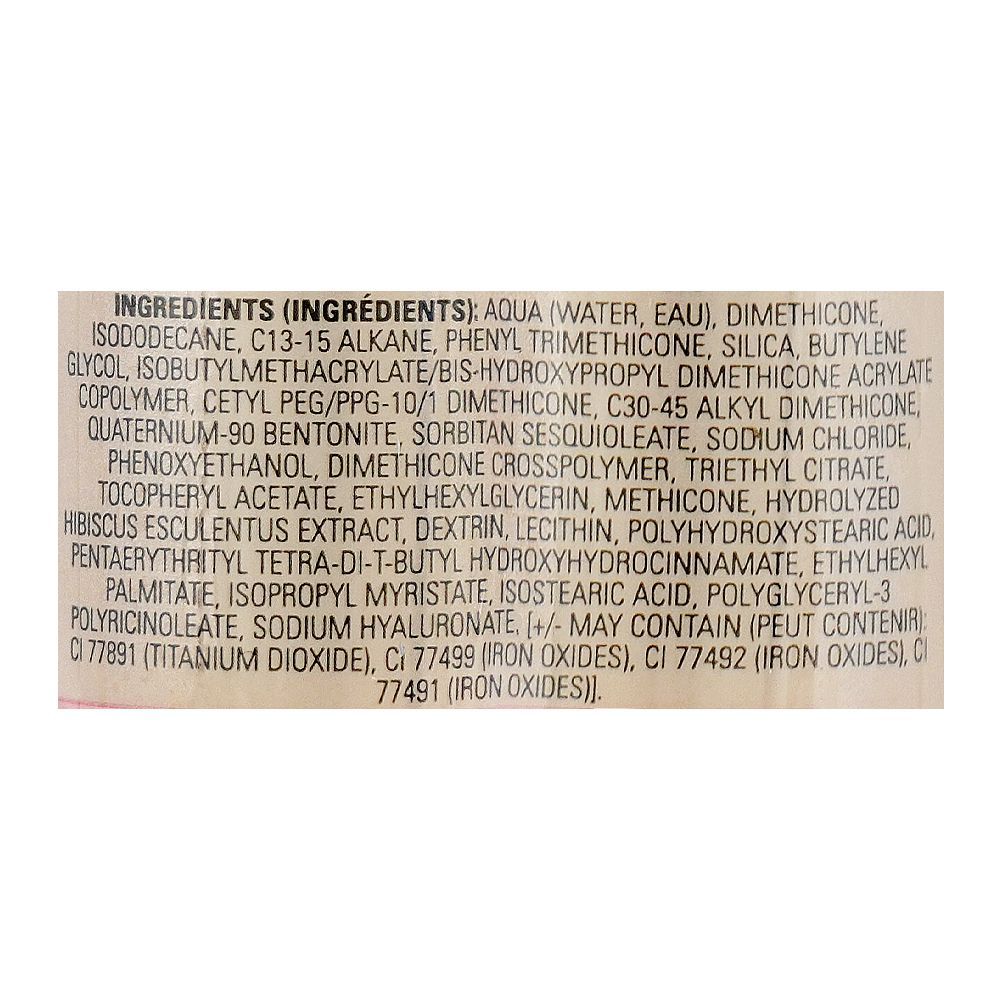 INGREDIENTS (INGRÉDIENTS): AQUA (WATER, EAU), DIMETHICONE,
ISODODECANE, C13-15 ALKANE, PHENYL TRIMETHICONE, SILICA, BUTYLENE
GLYCOL, ISOBUTYLMETHACRYLATE/BIS-HYDROXYPROPYL DIMETHICONE ACRYLATE
COPOLYMER, CETYL PEG/PPG-10/1 DIMETHICONE, C30-45 ALKYL DIMETHICONE,
QUATERNIUM-90 BENTONITE, SORBITAN SESQUIOLEATE, SODIUM CHLORIDE,
PHENOXYETHANOL, DIMETHICONE CROSSPOLYMER, TRIETHYL CITRATE,
TOCOPHERYL ACETATE, ETHYLHEXYLGLYCERIN, METHICONE, HYDROLYZED
HIBISCUS ESCULENTUS EXTRACT, DEXTRIN, LECITHIN, POLYHYDROXYSTEARIC ACID,
PENTAERYTHRITYL TETRA-DI-T-BUTYL HYDROXYHYDROCINNAMATE, ETHYLHEXYL
PALMITATE, ISOPROPYL MYRISTATE, ISOSTEARIC ACID, POLYGLYCERYL-3
POLYRICINOLEATE, SODIUM HYALURONATE. [+/- MAY CONTAIN (PEUT CONTENIR):
CI 77891 (TITANIUM DIOXIDE), CI 77499 (IRON OXIDES), CI 77492 (IRON OXIDES), CI
77491 (IRON OXIDES)].